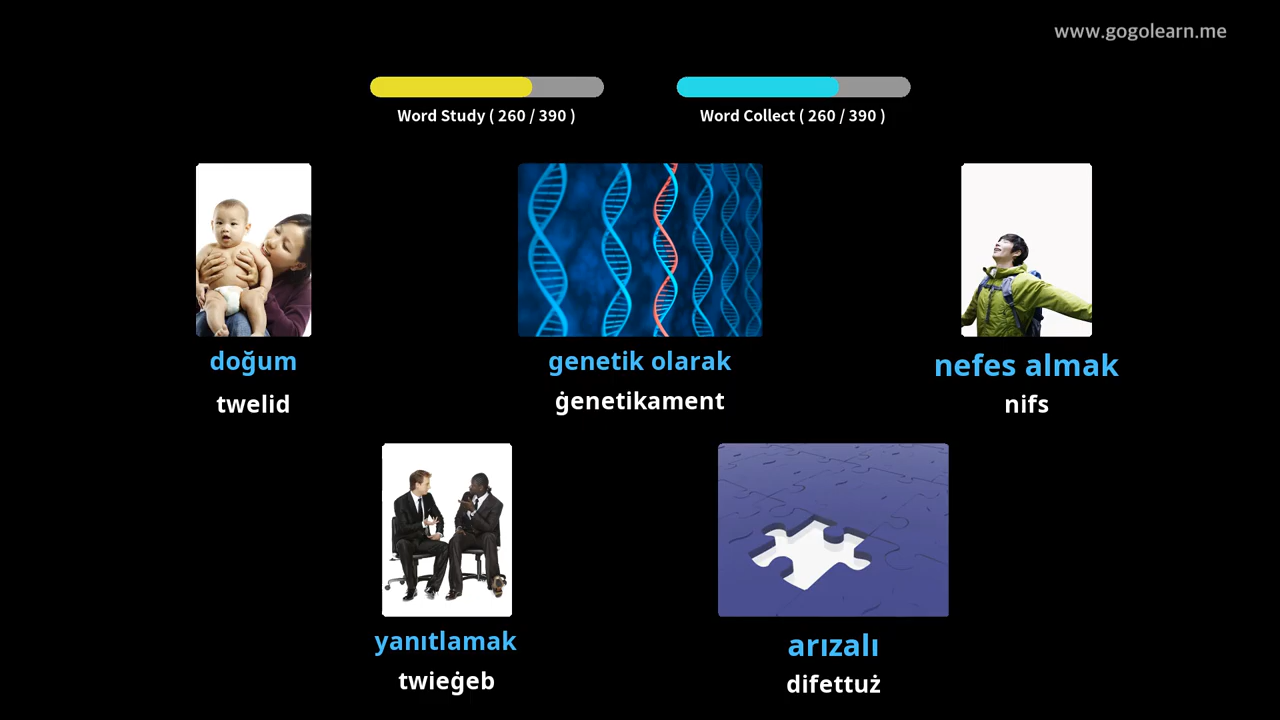 www.gogolearn.me
Word Study ( 260 / 390 )
Word Collect ( 260 / 390 )
doğum
genetik olarak
nefes almak
twelid
ġenetikament
nifs
yanıtlamak
arızalı
twieġeb
difettuż